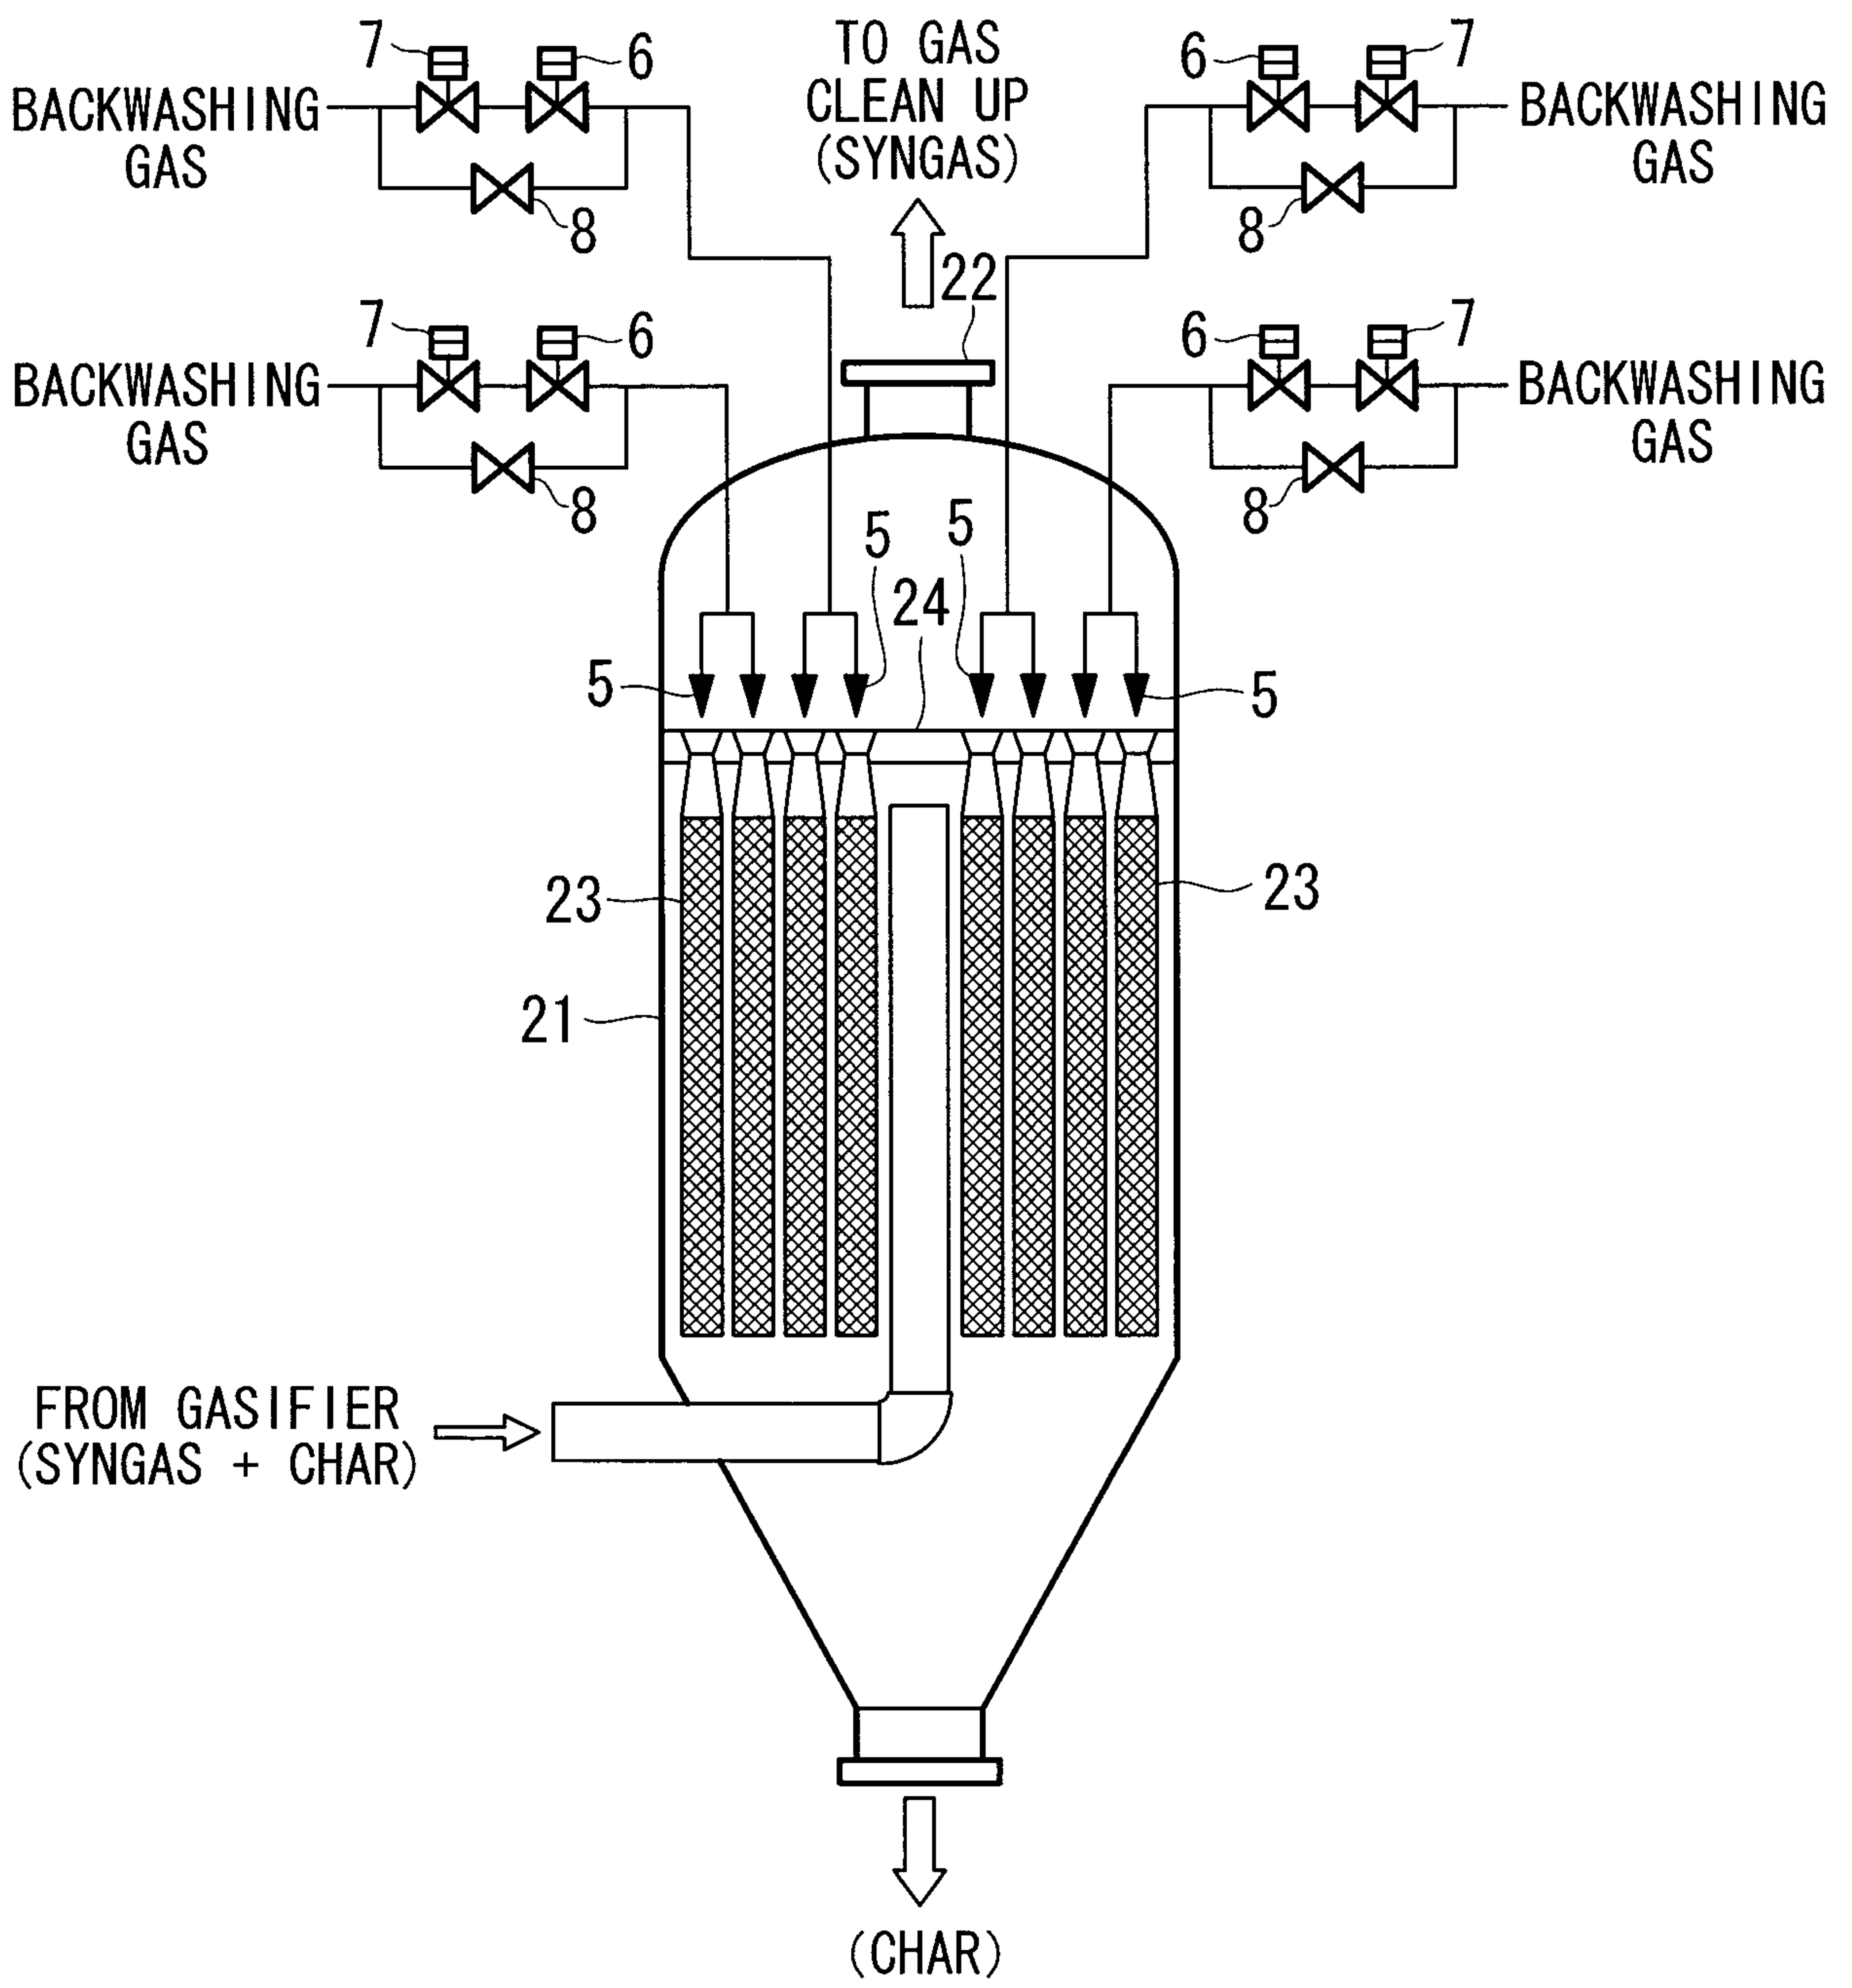 7
6
TO GAS
CLEAN UP
(SYNGAS)
6
7
BACKWASHING
GAS
BACKWASHING
GAS
8
8
22
7
6
6
7
BACKWASHING
GAS
BACKWASHING
GAS
8
8
5
5
24
5
5
23
23
21
FROM GASIFIER
(SYNGAS + CHAR)
(CHAR)